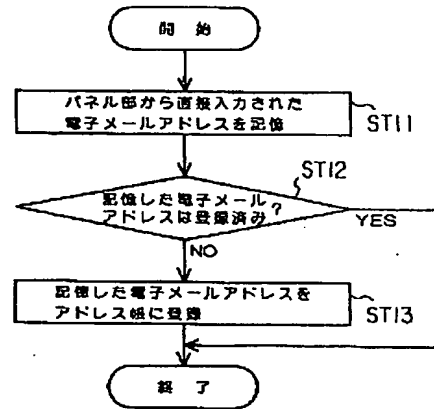 開始
パネル部から直接入力された
電子メールアドレスを記憶
ST11
ST12
記憶した電子メール
アドレスは登録済み?
YES
NO
記憶した電子メールアドレスを
アドレス帳に登録
ST13
終了